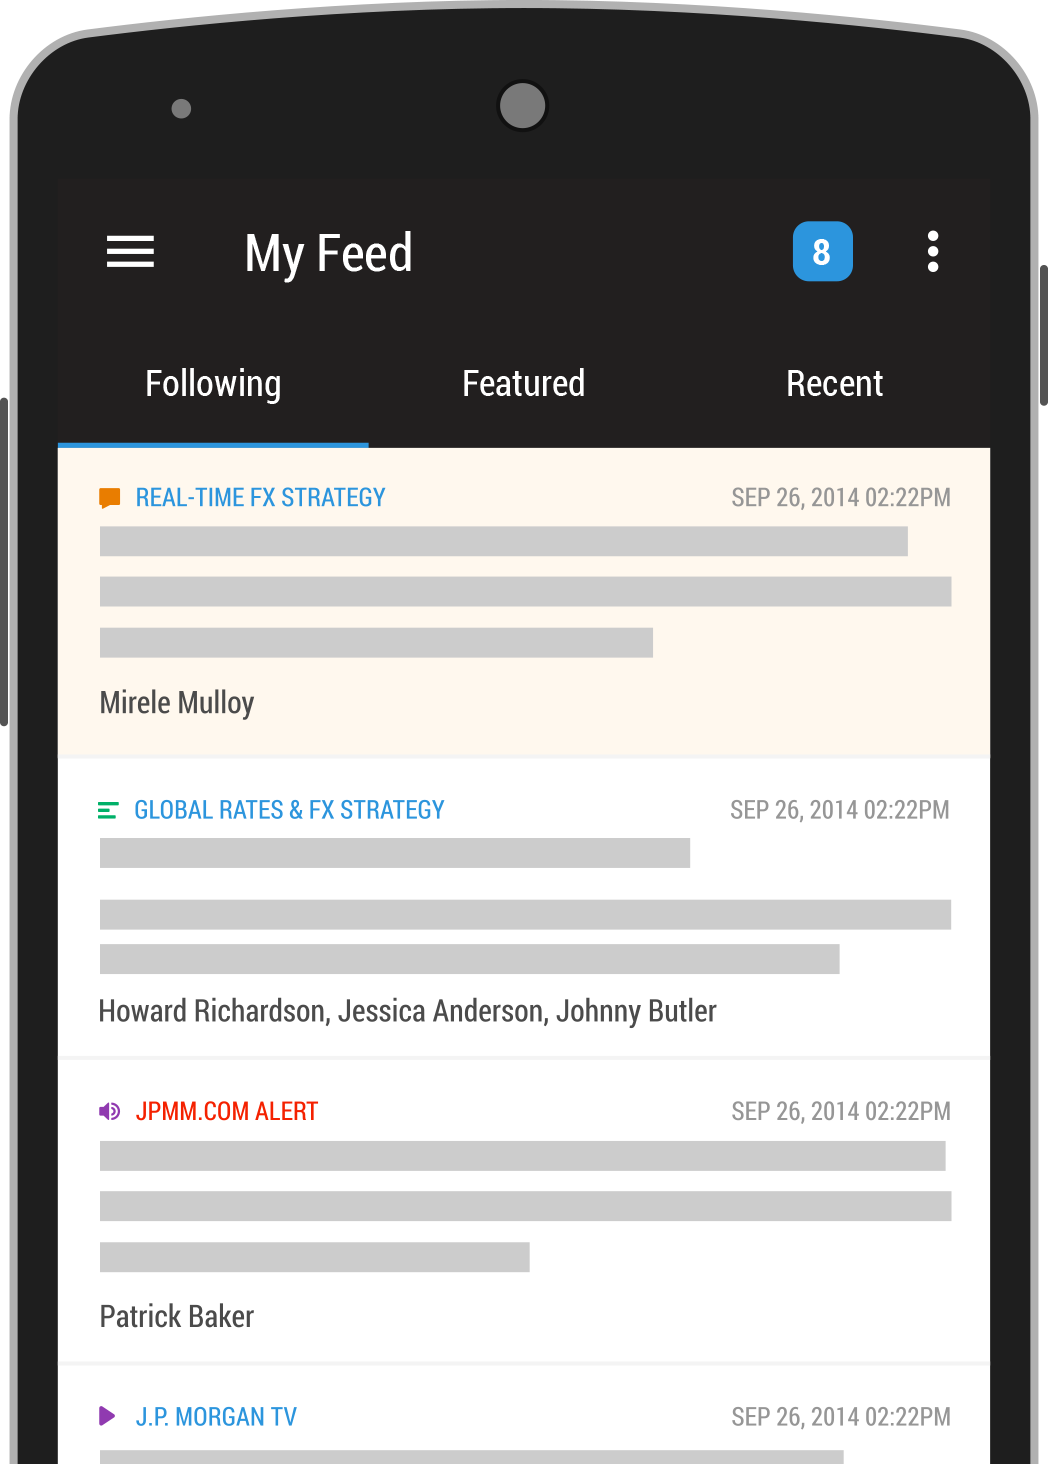 My Feed
8
Following Featured Recent
REAL-TIME FX STRATEGY SEP 26, 2014 02:22PM
Mirele Mulloy
GLOBAL RATES & FX STRATEGY SEP 26, 2014 02:22PM
Howard Richardson, Jessica Anderson, Johnny Butler
JPMM.COM ALERT SEP 26, 2014 02:22PM
Patrick Baker
J.P. MORGAN TV SEP 26, 2014 02:22PM